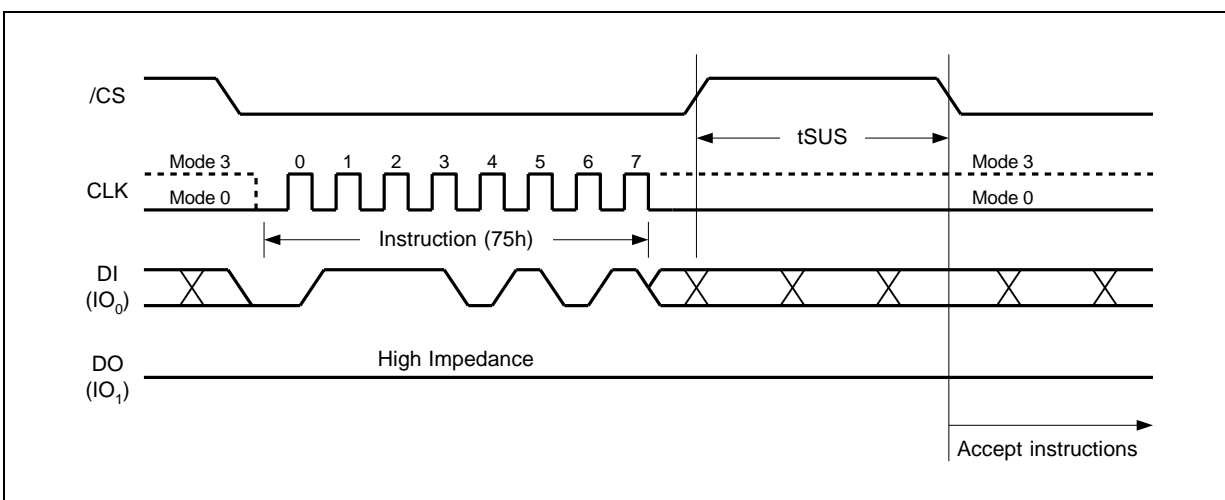 /CS
tSUS
Mode 3 0 1 2 3 4 5 6 7 Mode 3
CLK
Mode 0 Mode 0
Instruction (75h)
DI
(IO0)
High Impedance
DO
(IO1)
Accept instructions